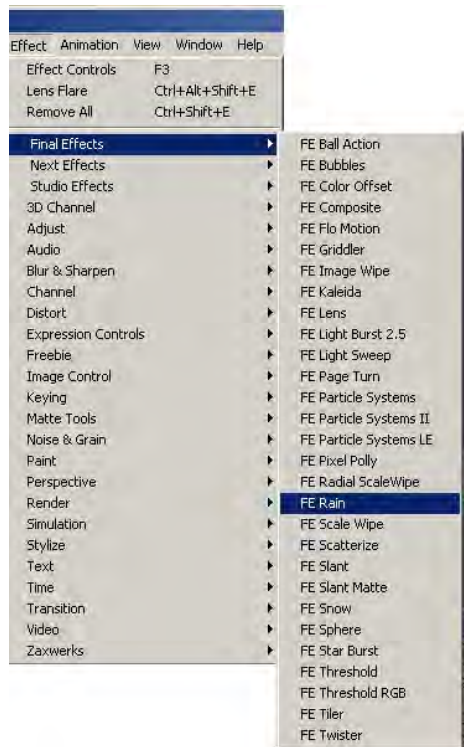 Effect Animation View Window Help
Effect Controls F3
Lens Flare Ctrl+Alt+Shift+E
Remove All Ctrl+Shift+E
Final Effects
Next Effects
Studio Effects
3D Channel
Adjust
Audio
Blur & Sharpen
Channel
Distort
Expression Controls
Freebie
Image Control
Keying
Matte Tools
Noise & Grain
Paint
Perspective
Render
Simulation
Stylize
Text
Time
Transition
Video
Zaxwerks
FE Ball Action
FE Bubbles
FE Color Offset
FE Composite
FE Flo Motion
FE Griddler
FE Image Wipe
FE Kaleida
FE Lens
FE Light Burst 2.5
FE Light Sweep
FE Page Turn
FE Particle Systems
FE Particle Systems II
FE Particle Systems LE
FE Pixel Polly
FE Radial ScaleWipe
FE Rain
FE Scale Wipe
FE Scatterize
FE Slant
FE Slant Matte
FE Snow
FE Sphere
FE Star Burst
FE Threshold
FE Threshold RGB
FE Tiler
FE Twister